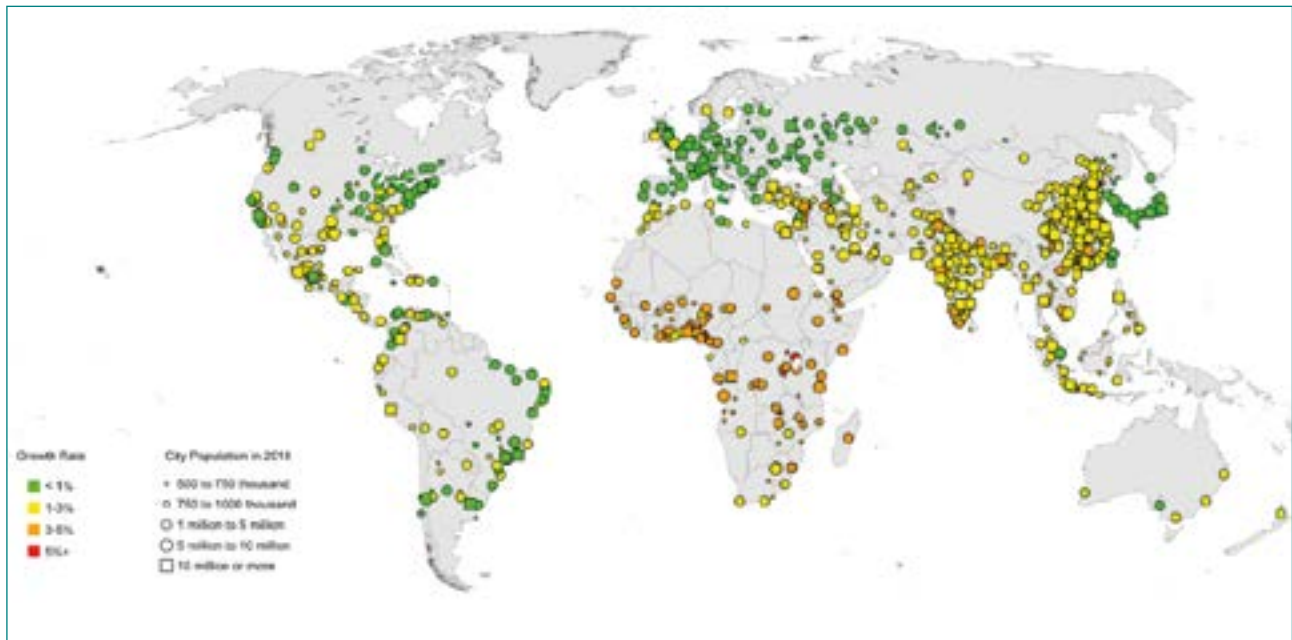 Growth Rate
< 1%
1-3%
3-5%
5%+
City Population in 2018
500 to 750 thousand
750 to 1000 thousand
1 million to 5 million
5 million to 10 million
10 million or more